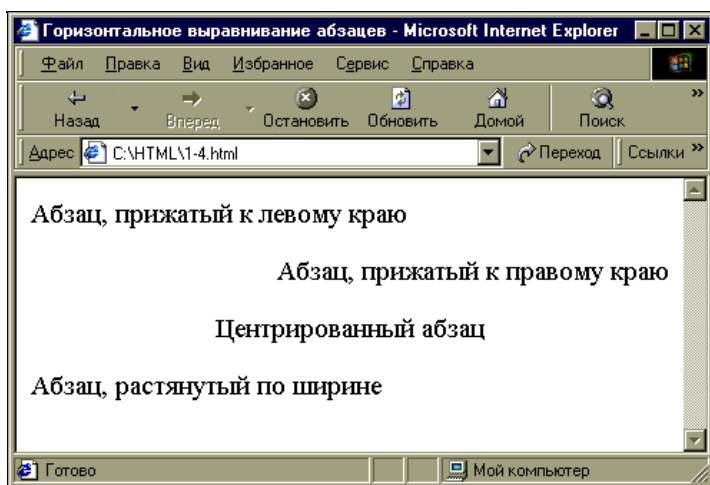 Горизонтальное выравнивание абзацев - Microsoft Internet Explorer
Файл Правка Вид Избранное Сервис Справка
Назад Вперед Остановить Обновить Домой Поиск »
Адрес C:\HTML\1-4.html Переход Ссылки »
Абзац, прижатый к левому краю
Абзац, прижатый к правому краю
Центрированный абзац
Абзац, растянутый по ширине
Готово Мой компьютер